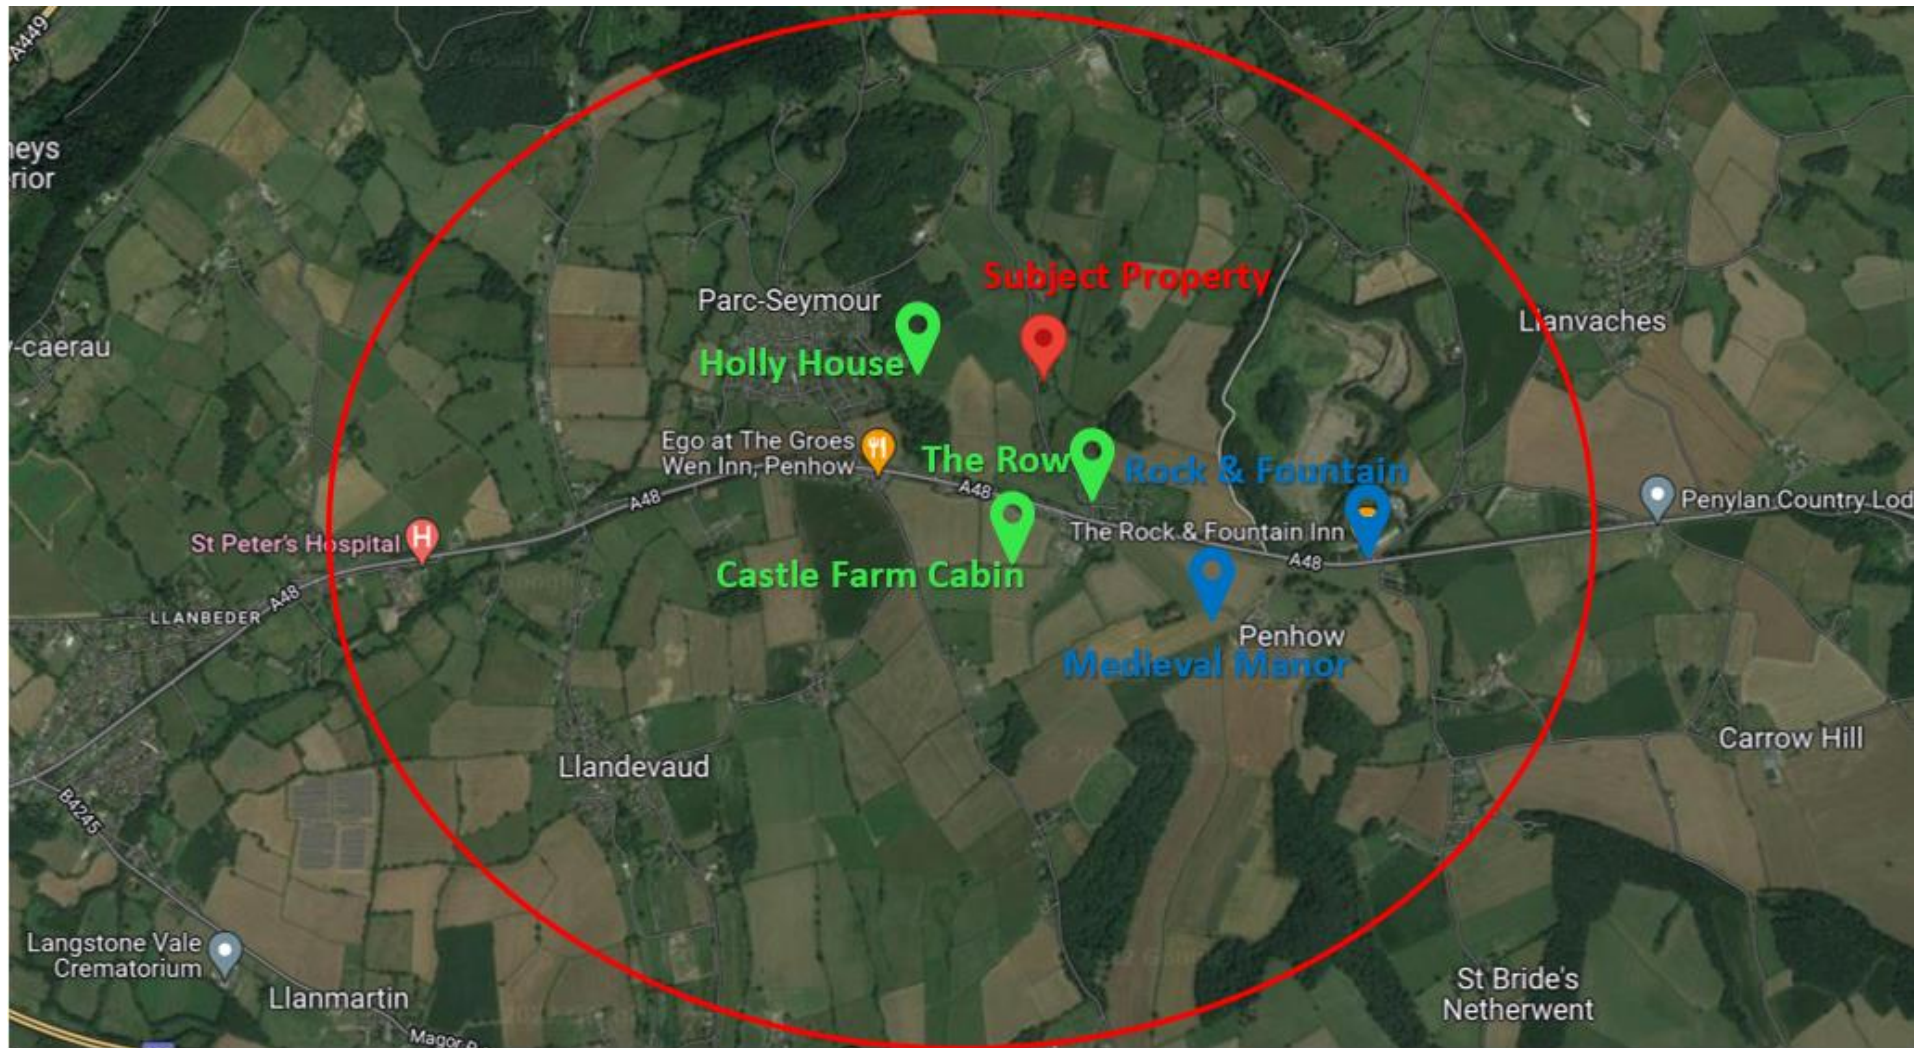 A449
neys
rior
Subject Property
Parc-Seymour
Llanvaches
y-caerau
Holly House
Ego at The Groes
Wen Inn, Penhow
The Row
Rock & Fountain
A48
A48
Penylan Country Lod
The Rock & Fountain Inn
St Peter's Hospital
A48
Castle Farm Cabin
A48
LLANBEDER
Penhow
Medieval Manor
Carrow Hill
Llandevaud
B4245
Langstone Vale
Crematorium
Llanmartin
St Bride's
Netherwent
Magor